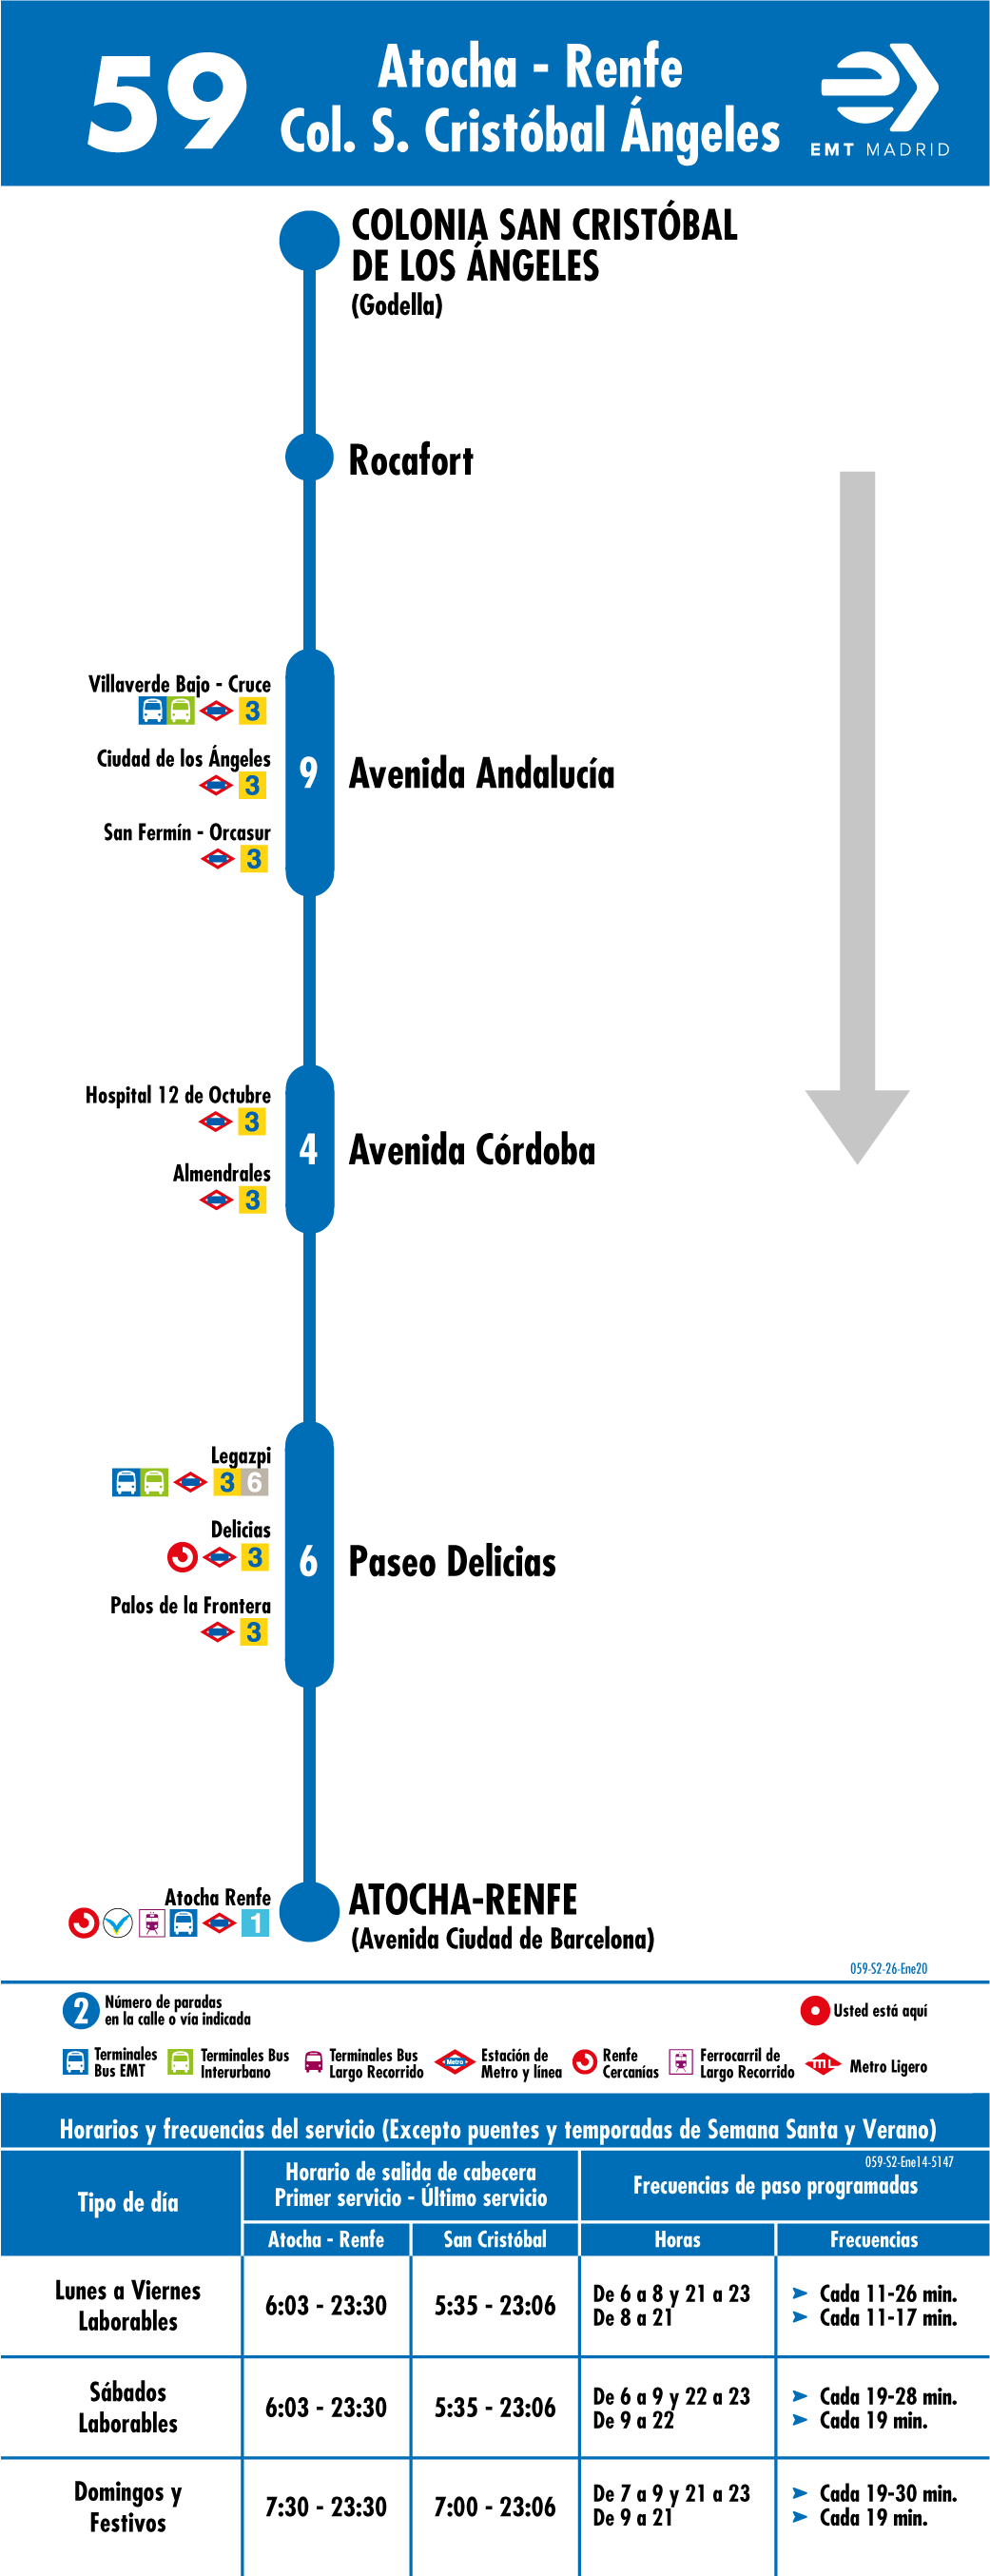 59
Atocha - Renfe
Col. S. Cristóbal Ángeles
EMT MADRID
COLONIA SAN CRISTÓBAL
DE LOS ÁNGELES
(Godella)
Rocafort
Villaverde Bajo - Cruce
3
Ciudad de los Ángeles
3
San Fermín - Orcasur
3
9
Avenida Andalucía
Hospital 12 de Octubre
3
Almendrales
3
4
Avenida Córdoba
Legazpi
3 6
Delicias
3
Palos de la Frontera
3
6
Paseo Delicias
Atocha Renfe
1
ATOCHA-RENFE
(Avenida Ciudad de Barcelona)
059-S2-26-Ene20
2
Número de paradas
en la calle o vía indicada
Usted está aquí
Terminales
Bus EMT
Terminales Bus
Interurbano
Terminales Bus
Largo Recorrido
Metro
Estación de
Metro y línea
Renfe
Cercanías
Ferrocarril de
Largo Recorrido
ML
Metro Ligero
Horarios y frecuencias del servicio (Excepto puentes y temporadas de Semana Santa y Verano)
059-S2-Ene14-5147
Tipo de día
Horario de salida de cabecera
Primer servicio - Último servicio
Frecuencias de paso programadas
Atocha - Renfe
San Cristóbal
Horas
Frecuencias
Lunes a Viernes
Laborables
6:03 - 23:30
5:35 - 23:06
De 6 a 8 y 21 a 23
Cada 11-26 min.
De 8 a 21
Cada 11-17 min.
Sábados
Laborables
6:03 - 23:30
5:35 - 23:06
De 6 a 9 y 22 a 23
Cada 19-28 min.
De 9 a 22
Cada 19 min.
Domingos y
Festivos
7:30 - 23:30
7:00 - 23:06
De 7 a 9 y 21 a 23
Cada 19-30 min.
De 9 a 21
Cada 19 min.